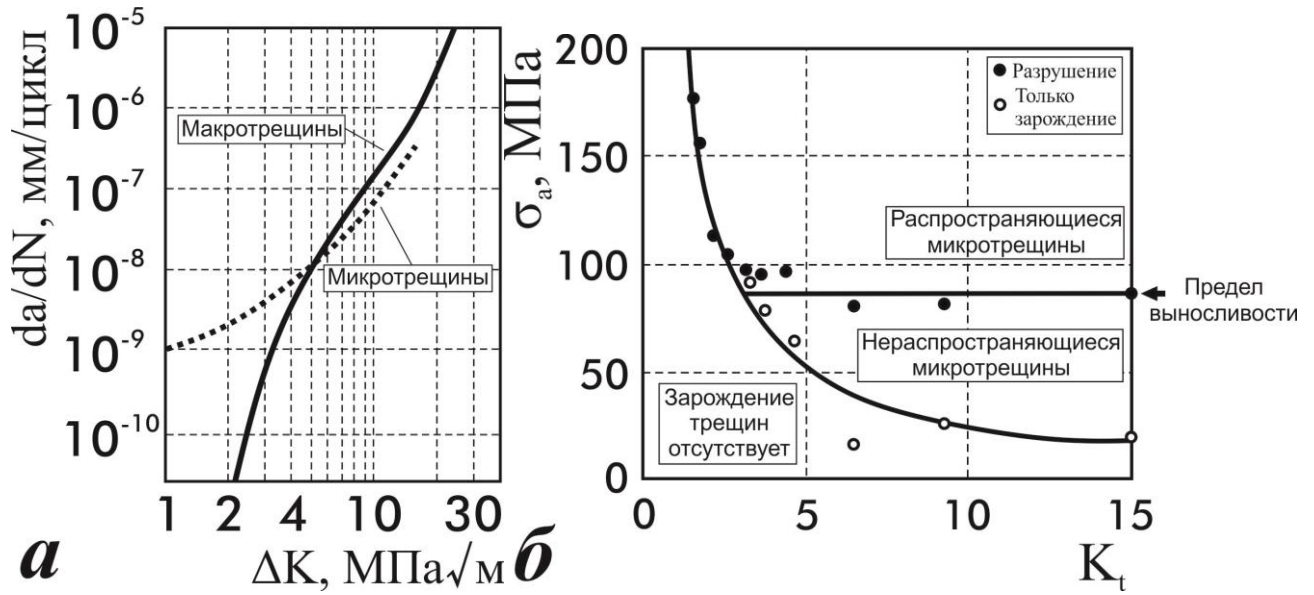 10⁻⁵
10⁻⁶
10⁻⁷
10⁻⁸
10⁻⁹
10⁻¹⁰
da/dN, мм/цикл
Макротрещины
Микротрещины
1 2 4 10 30
ΔK, МПа√м
а
200
150
100
50
0
σₐ, МПа
Разрушение
Только
зарождение
Распространяющиеся
микротрещины
Предел
выносливости
Нераспространяющиеся
микротрещины
Зарождение
трещин
отсутствует
0 5 10 15
Kₜ
б